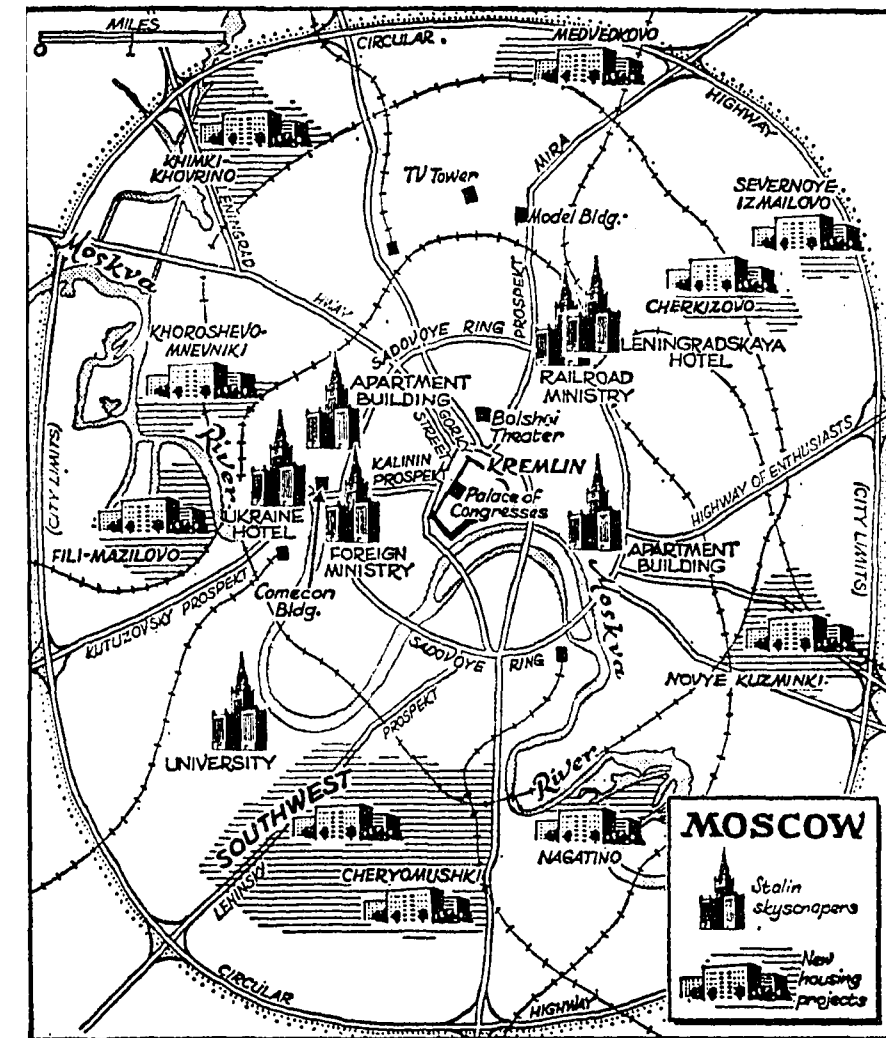 MILES
0 1
CIRCULAR
MEDVEDKOVO
HIGHWAY
KHIMKI-
KHOVRINO
TV Tower
MIRA
Model Bldg.
SEVERNOYE
IZMAILOVO
LENINGRAD
Moskva
PROSPEKT
CHERKIZOVO
HWAY
KHOROSHEVO-
MNEVNIKI
SADOVOYE RING
LENINGRADSKAYA
HOTEL
APARTMENT
BUILDING
RAILROAD
MINISTRY
GORKI
STREET
Bolshoi
Theater
River
KALININ
PROSPEKT
KREMLIN
HIGHWAY OF ENTHUSIASTS
(CITY LIMITS)
(CITY LIMITS)
Palace of
Congresses
UKRAINE
HOTEL
FILI-MAZILOVO
FOREIGN
MINISTRY
APARTMENT
BUILDING
Comecon
Bldg.
Moskva
KUTUZOVSKY PROSPEKT
SADOVOYE RING
NOVYE KUZMINKI
PROSPEKT
UNIVERSITY
River
SOUTHWEST
MOSCOW
NAGATINO
CHERYOMUSHKI
LENINSKY
Stalin
skyscrapers
New
housing
projects
CIRCULAR
HIGHWAY